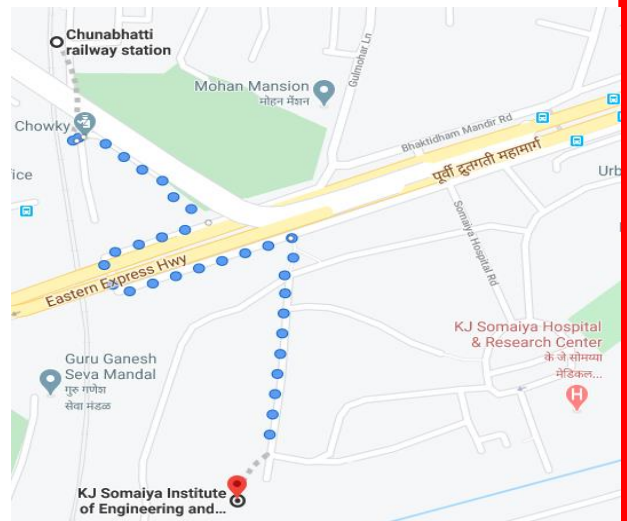 Chunabhatti
railway station
Mohan Mansion
मोहन मॅशन
Gulmohar Ln
Chowky
Bhaktidham Mandir Rd
पूर्वी द्रुतगती महामार्ग
ice
Urb
Somaiya Hospital Rd
Eastern Express Hwy
KJ Somaiya Hospital
& Research Center
के जे सोमय्या
मेडिकल...
H
Guru Ganesh
Seva Mandal
गुरु गणेश
सेवा मंडळ
KJ Somaiya Institute
of Engineering and...